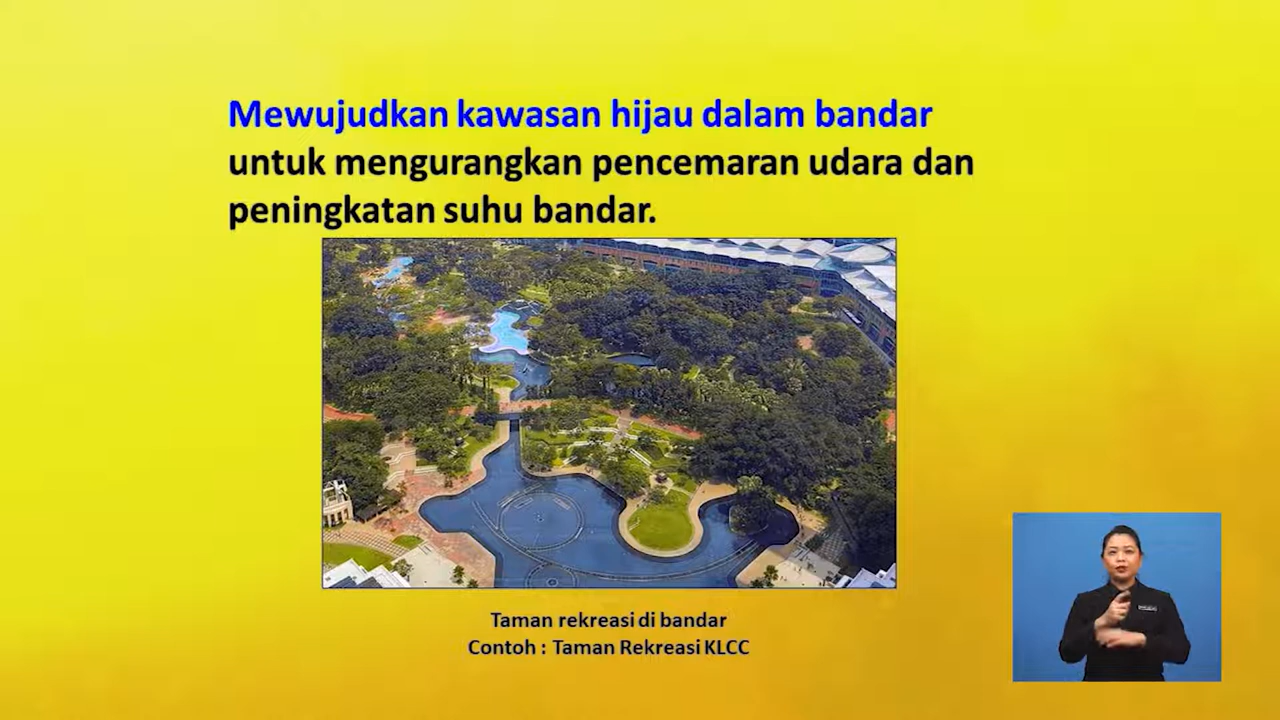 Mewujudkan kawasan hijau dalam bandar
untuk mengurangkan pencemaran udara dan
peningkatan suhu bandar.
Taman rekreasi di bandar
Contoh : Taman Rekreasi KLCC